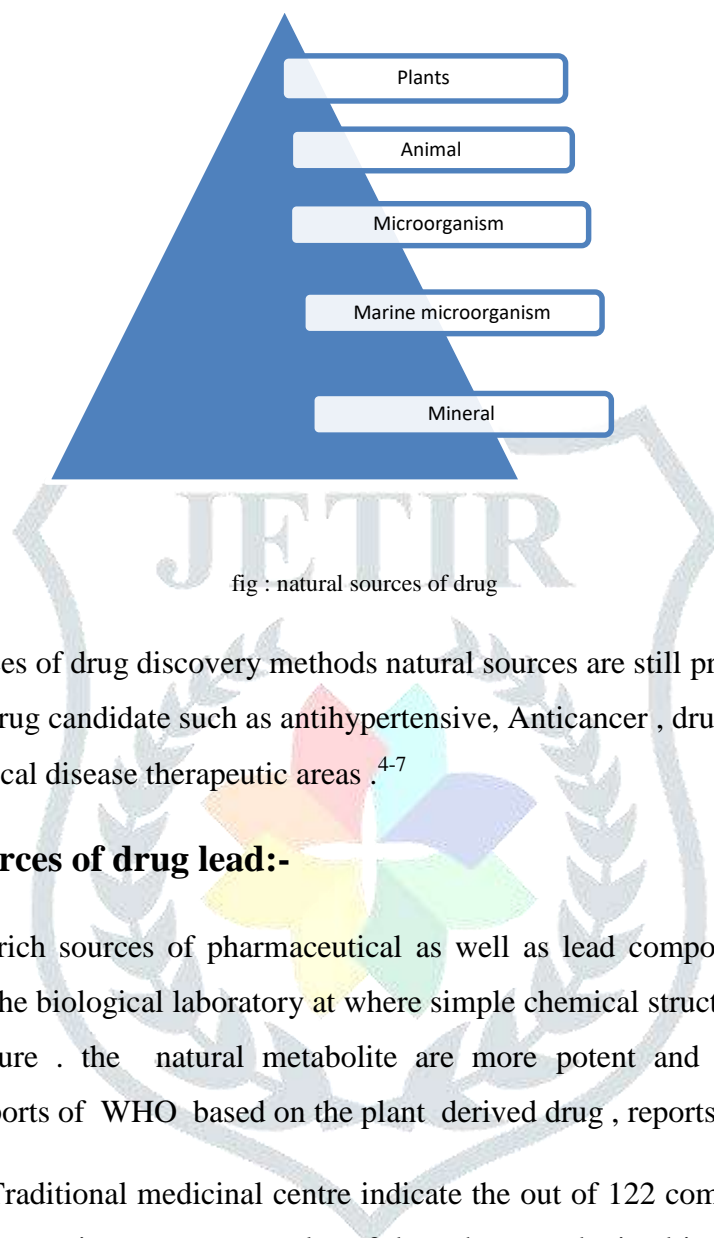 Plants
Animal
Microorganism
Marine microorganism
Mineral
JETIR
fig : natural sources of drug
es of drug discovery methods natural sources are still pr
rug candidate such as antihypertensive, Anticancer , dru
cal disease therapeutic areas .4-7
rces of drug lead:-
rich sources of pharmaceutical as well as lead compo
he biological laboratory at where simple chemical struct
ure . the natural metabolite are more potent and
ports of WHO based on the plant derived drug , reports
Traditional medicinal centre indicate the out of 122 com